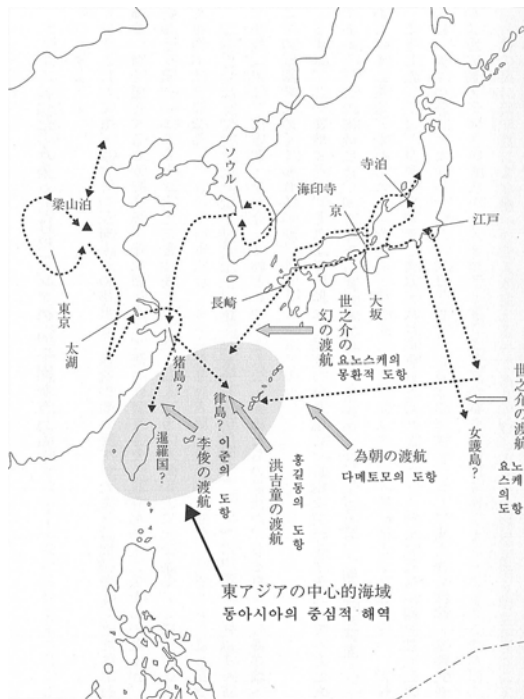 ソウル
海印寺
寺泊
京
江戸
大坂
長崎
梁山泊
東京
太湖
世之介の
幻の渡航
요노스케의
몽환적 도항
猪島?
律島?
暹羅国?
李俊の渡航
이준의 도항
洪吉童の渡航
홍길동의 도항
為朝の渡航
다메토모의 도항
女護島?
世之介の渡航
요노
스케
의도항
東アジアの中心的海域
동아시아의 중심적 해역